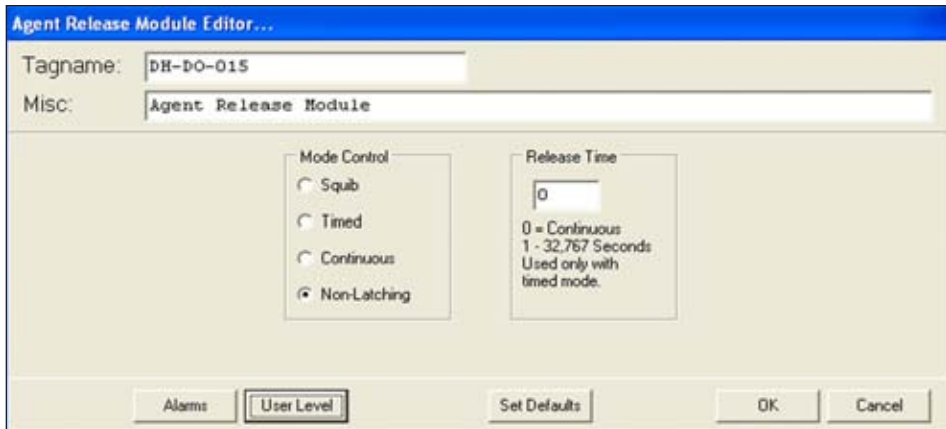 Agent Release Module Editor...
Tagname: DH-DO-015
Misc: Agent Release Module
Mode Control
Squib
Timed
Continuous
Non-Latching
Release Time
0
0 = Continuous
1 - 32,767 Seconds
Used only with
timed mode.
Alarms User Level Set Defaults OK Cancel